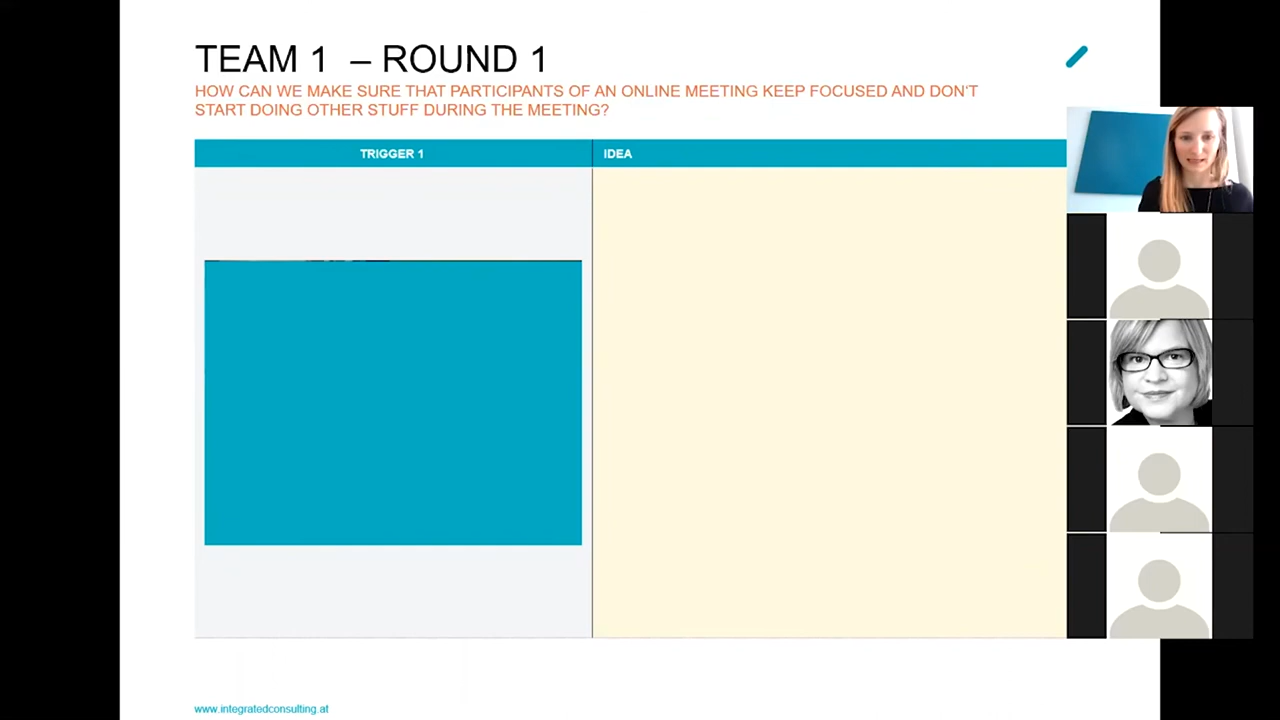 TEAM 1 – ROUND 1
HOW CAN WE MAKE SURE THAT PARTICIPANTS OF AN ONLINE MEETING KEEP FOCUSED AND DON'T
START DOING OTHER STUFF DURING THE MEETING?
TRIGGER 1
IDEA
www.integratedconsulting.at